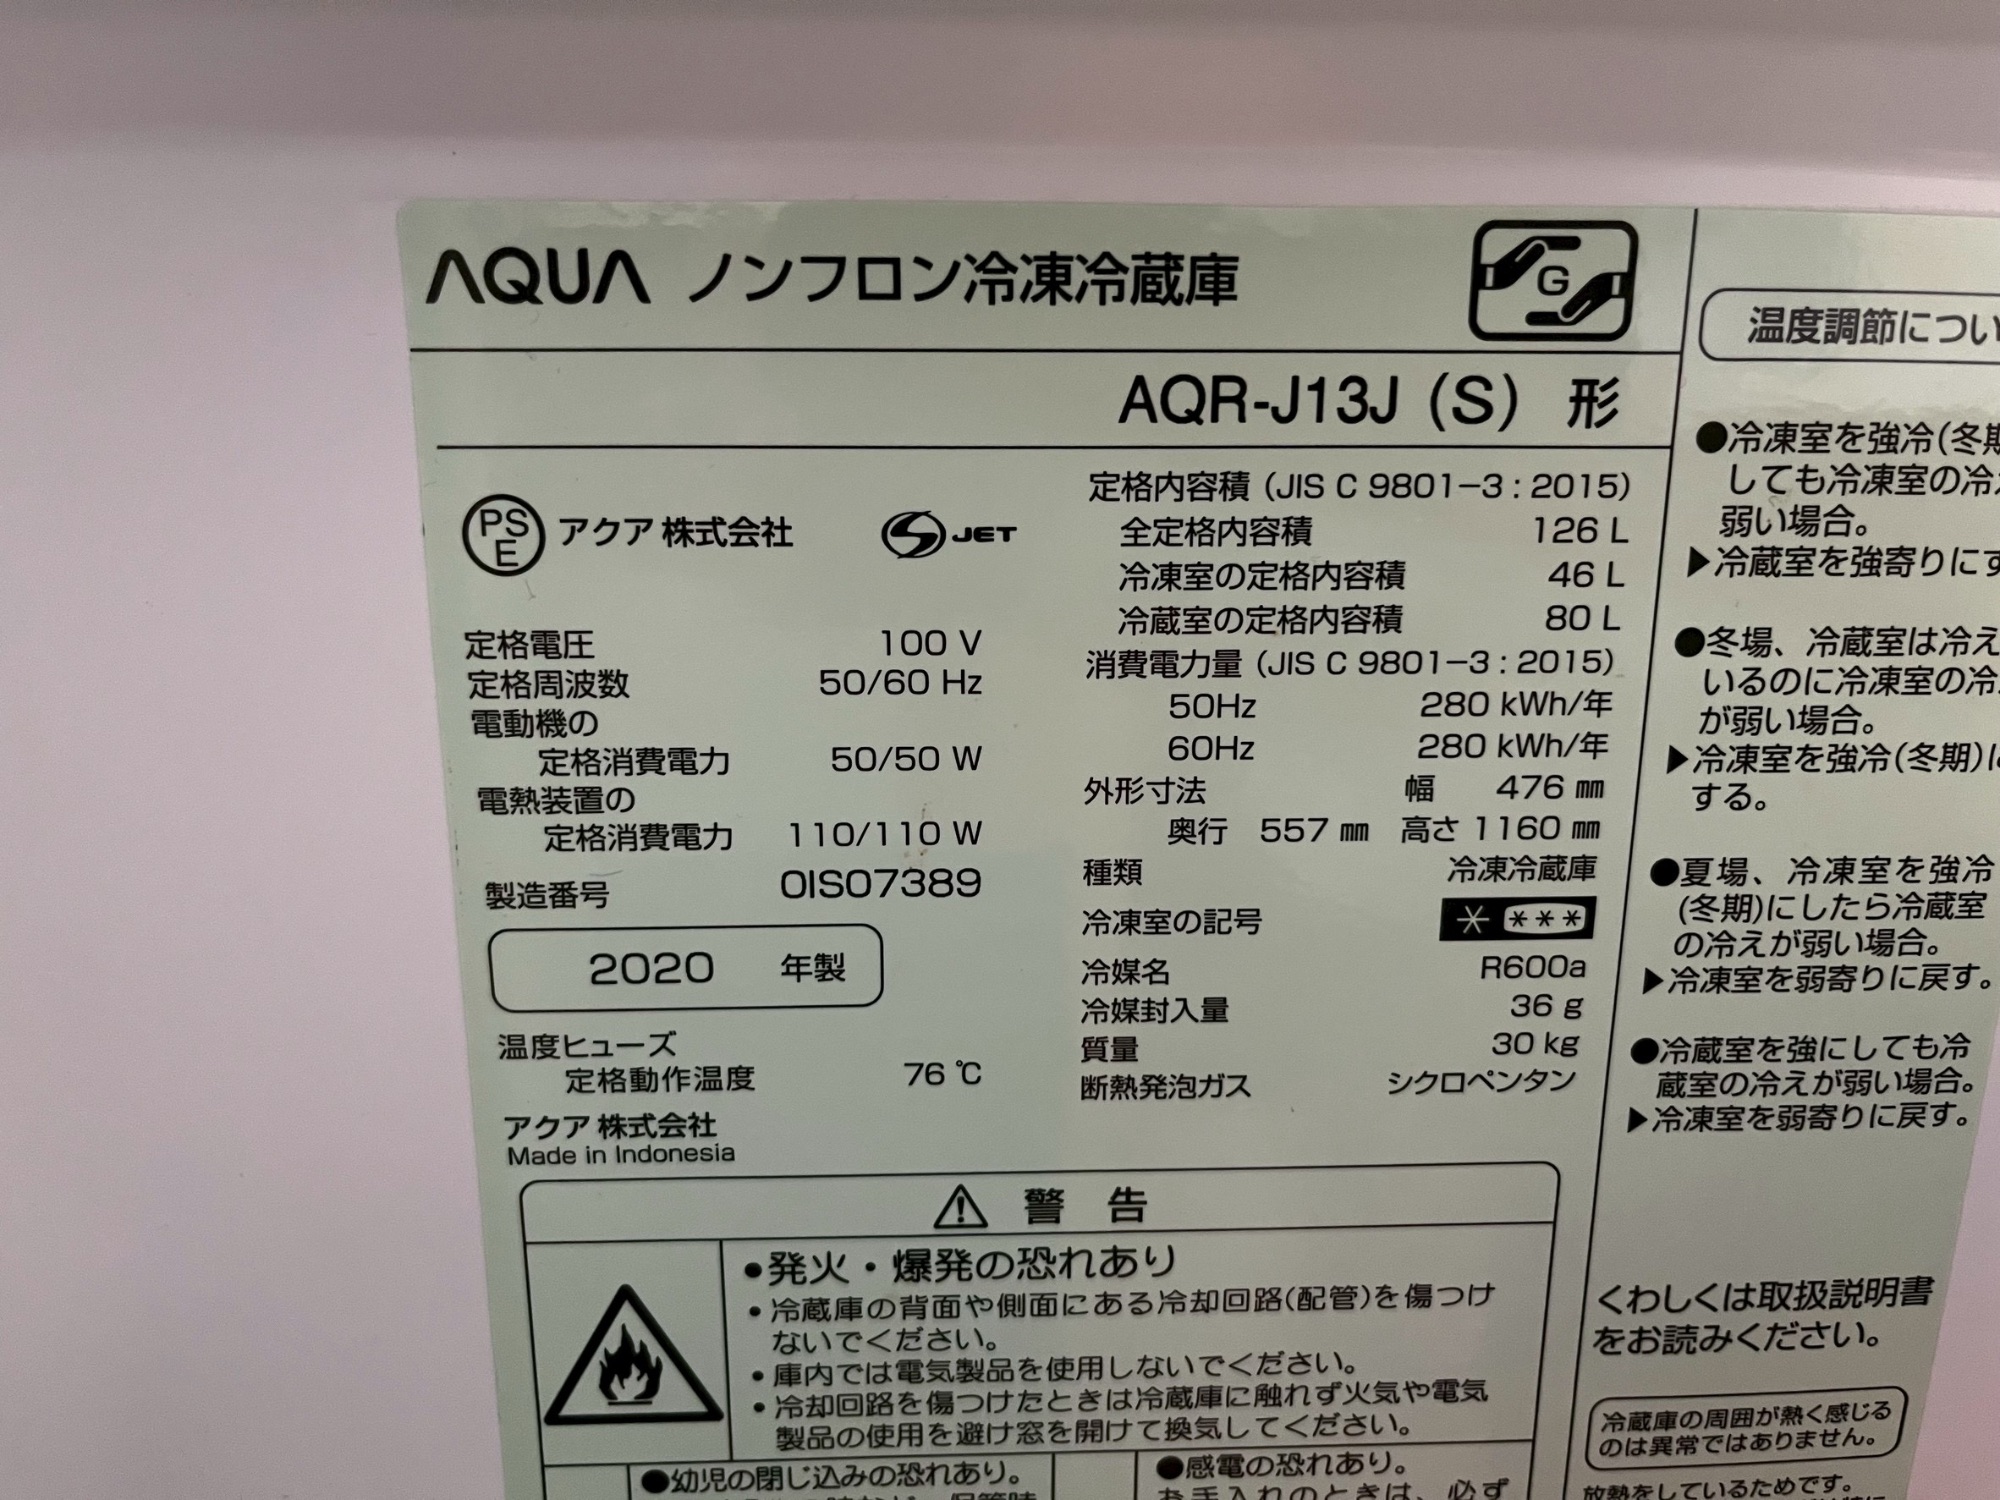 AQUA ノンフロン冷凍冷蔵庫
G
AQR-J13J (S) 形
PS
E
アクア 株式会社
JET
定格電圧 100 V
定格周波数 50/60 Hz
電動機の
定格消費電力 50/50 W
電熱装置の
定格消費電力 110/110 W
製造番号 0IS07389
2020 年製
温度ヒューズ
定格動作温度 76 ℃
アクア 株式会社
Made in Indonesia
定格内容積 (JIS C 9801-3 : 2015)
全定格内容積 126 L
冷凍室の定格内容積 46 L
冷蔵室の定格内容積 80 L
消費電力量 (JIS C 9801-3 : 2015)
50Hz 280 kWh/年
60Hz 280 kWh/年
外形寸法 幅 476 ㎜
奥行 557 ㎜ 高さ 1160 ㎜
種類 冷凍冷蔵庫
冷凍室の記号 * ***
冷媒名 R600a
冷媒封入量 36 g
質量 30 kg
断熱発泡ガス シクロペンタン
⚠ 警 告
•発火・爆発の恐れあり
•冷蔵庫の背面や側面にある冷却回路(配管)を傷つけ
ないでください。
•庫内では電気製品を使用しないでください。
•冷却回路を傷つけたときは冷蔵庫に触れず火気や電気
製品の使用を避け窓を開けて換気してください。
●幼児の閉じ込みの恐れあり。
●感電の恐れあり。
お手入れのときは、必ず
温度調節につい
●冷凍室を強冷(冬期
しても冷凍室の冷
弱い場合。
▶冷蔵室を強寄りにす
●冬場、冷蔵室は冷え
いるのに冷凍室の冷
が弱い場合。
▶冷凍室を強冷(冬期)に
する。
●夏場、冷凍室を強冷
(冬期)にしたら冷蔵室
の冷えが弱い場合。
▶冷凍室を弱寄りに戻す。
●冷蔵室を強にしても冷
蔵室の冷えが弱い場合。
▶冷凍室を弱寄りに戻す。
くわしくは取扱説明書
をお読みください。
冷蔵庫の周囲が熱く感じる
のは異常ではありません。
放熱をしているためです。